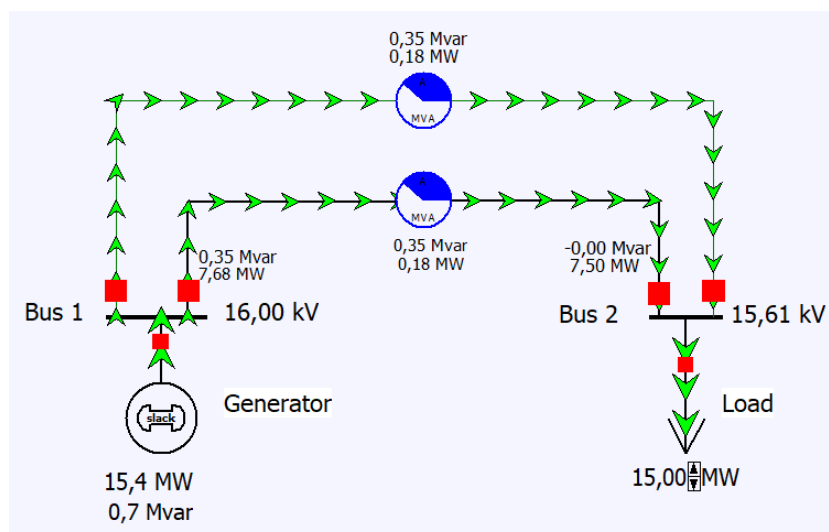 0,35 Mvar
0,18 MW
A
MVA
A
MVA
0,35 Mvar
7,68 MW
0,35 Mvar
0,18 MW
-0,00 Mvar
7,50 MW
Bus 1
16,00 kV
Bus 2
15,61 kV
slack
Generator
Load
15,4 MW
0,7 Mvar
15,00 MW